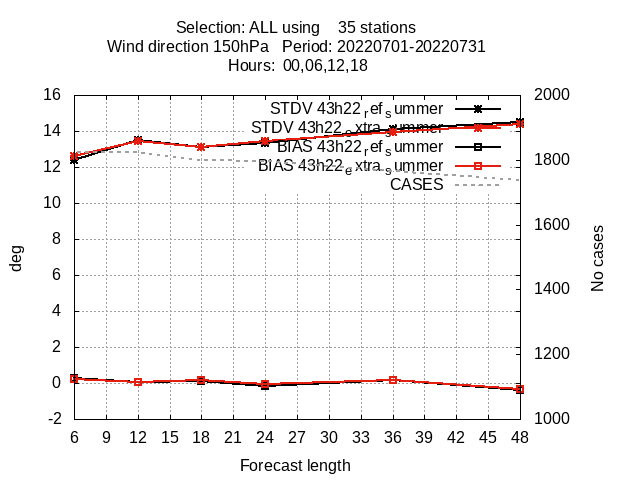 Selection: ALL using    35 stations
Wind direction 150hPa   Period: 20220701-20220731
Hours: 00,06,12,18
STDV 43h22_ref_summer
STDV 43h22_extra_summer
BIAS 43h22_ref_summer
BIAS 43h22_extra_summer
CASES
deg
16
14
12
10
8
6
4
2
0
-2
2000
1800
1600
1400
1200
1000
No cases
6 9 12 15 18 21 24 27 30 33 36 39 42 45 48
Forecast length